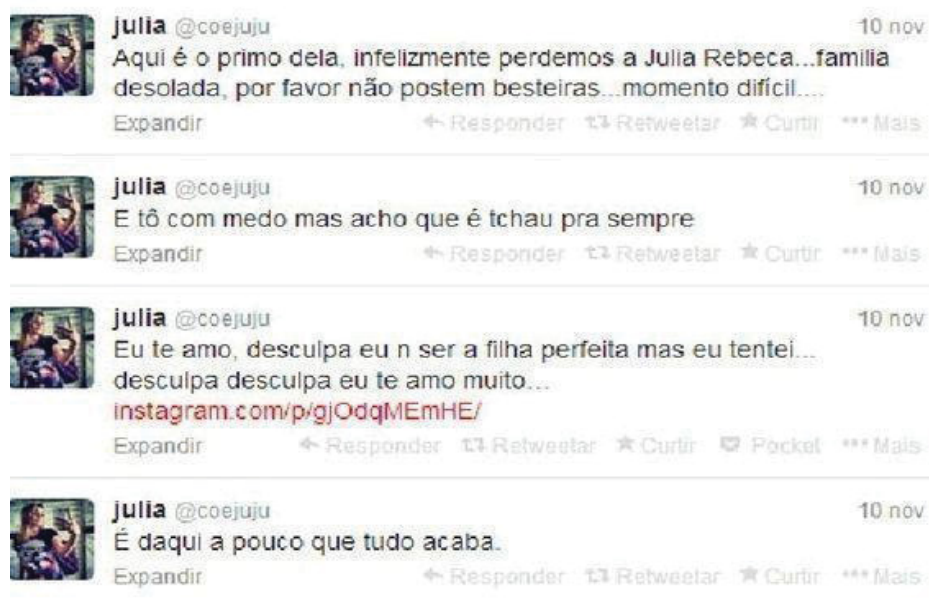 julia @coejuju 10 nov
Aqui é o primo dela, infelizmente perdemos a Julia Rebeca...familia
desolada, por favor não postem besteiras...momento difícil....
Expandir Responder Retweetar Curtir Mais
julia @coejuju 10 nov
E tô com medo mas acho que é tchau pra sempre
Expandir Responder Retweetar Curtir Mais
julia @coejuju 10 nov
Eu te amo, desculpa eu n ser a filha perfeita mas eu tentei...
desculpa desculpa eu te amo muito...
instagram.com/p/gjOdqMEmHE/
Expandir Responder Retweetar Curtir Pocket Mais
julia @coejuju 10 nov
É daqui a pouco que tudo acaba.
Expandir Responder Retweetar Curtir Mais